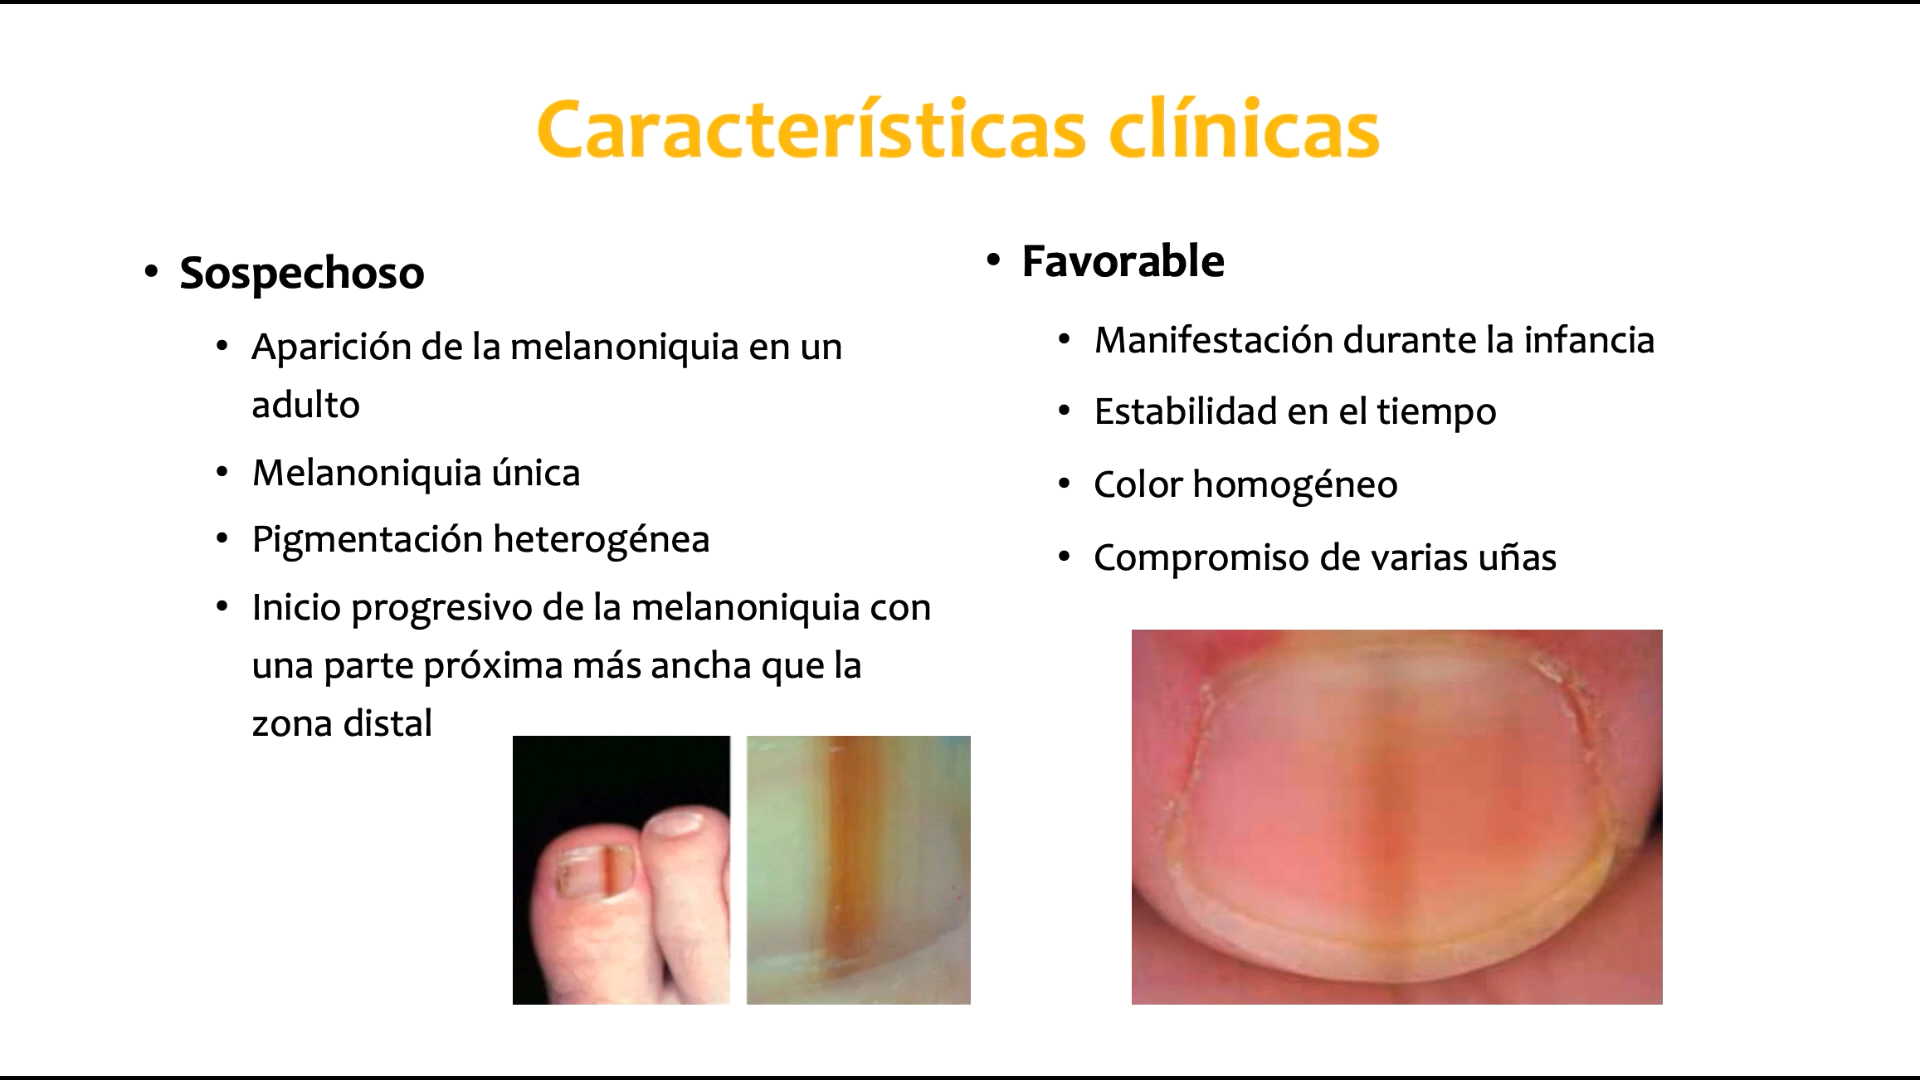 Características clínicas
• Sospechoso
• Aparición de la melanoniquia en un
adulto
• Melanoniquia única
• Pigmentación heterogénea
• Inicio progresivo de la melanoniquia con
una parte próxima más ancha que la
zona distal
• Favorable
• Manifestación durante la infancia
• Estabilidad en el tiempo
• Color homogéneo
• Compromiso de varias uñas